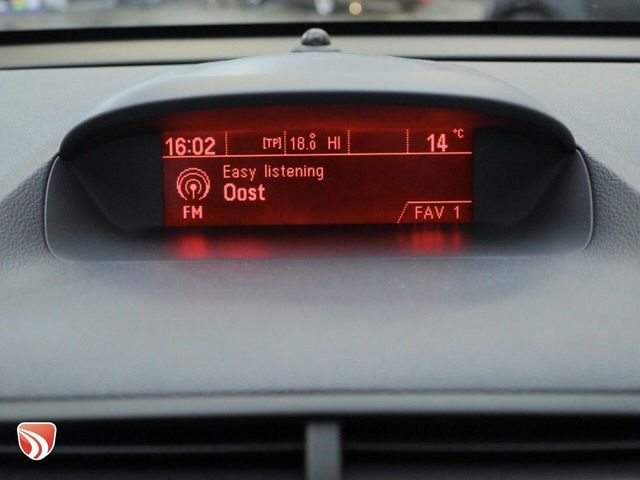 16:02 [TP] 18.0° HI 14 °C
Easy listening
Oost
FM FAV 1